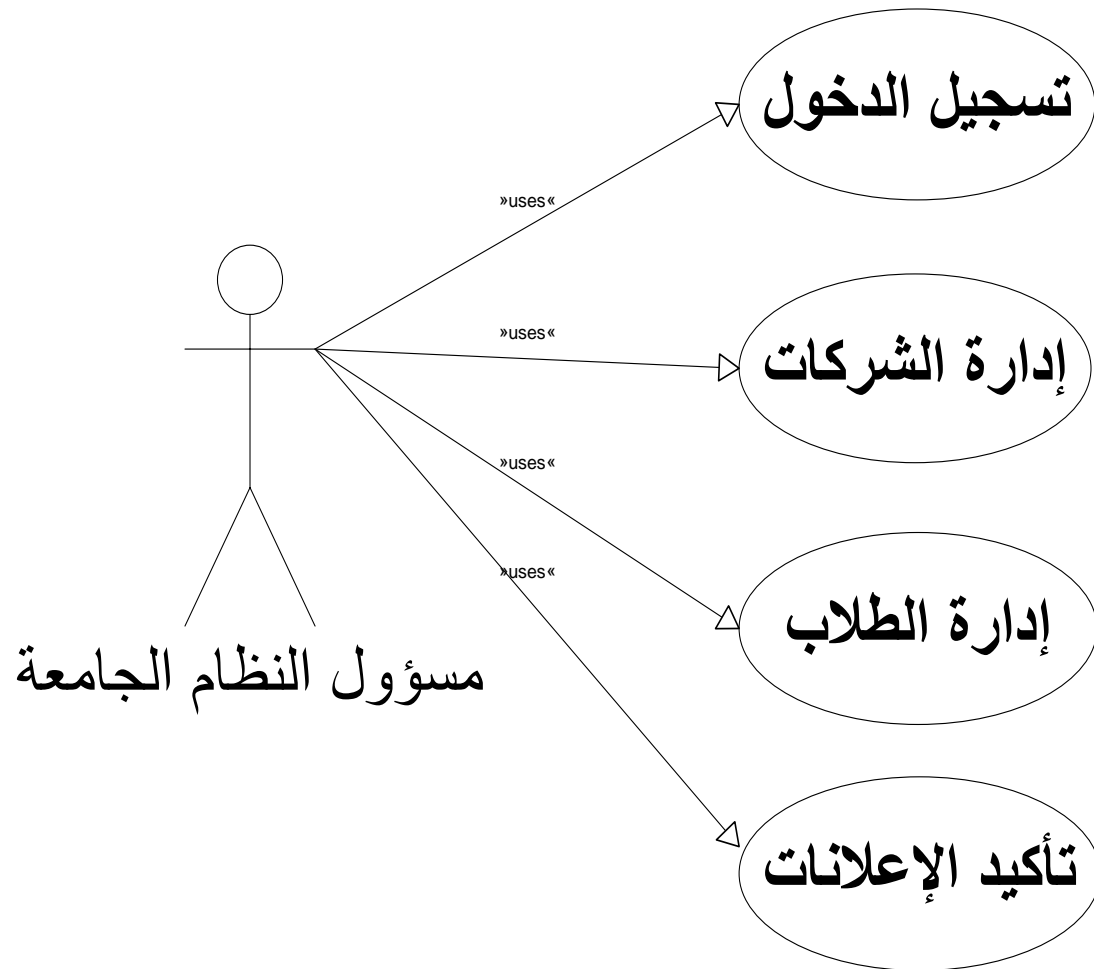 تسجيل الدخول
»uses«
»uses«
إدارة الشركات
»uses«
»uses«
إدارة الطلاب
مسؤول النظام الجامعة
تأكيد الإعلانات